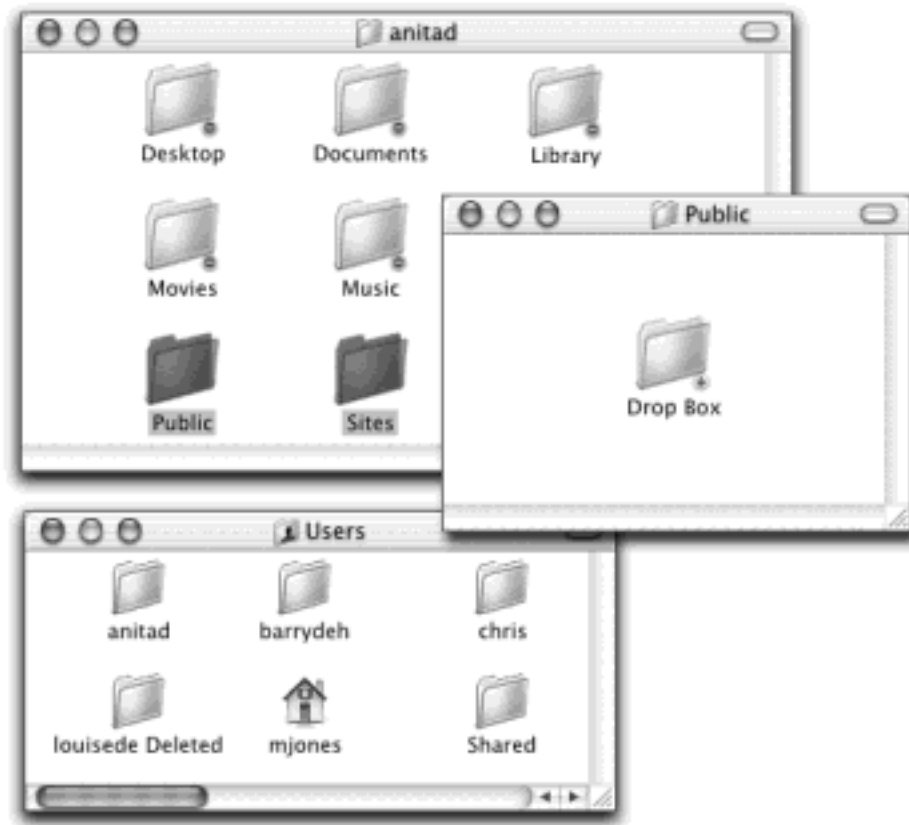 anitad
Desktop Documents Library
Movies Music
Public Sites
Public
Drop Box
Users
anitad barrydeh chris
louisede Deleted mjones Shared